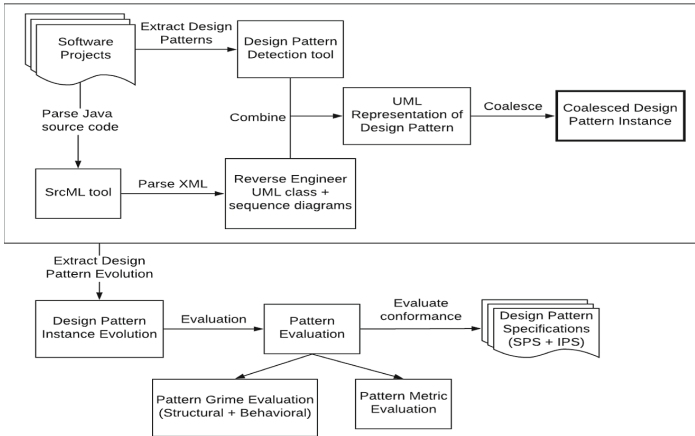 Software
Projects
Extract Design
Patterns
Design Pattern
Detection tool
Parse Java
source code
Combine
UML
Representation of
Design Pattern
Coalesce
Coalesced Design
Pattern Instance
SrcML tool
Parse XML
Reverse Engineer
UML class +
sequence diagrams
Extract Design
Pattern Evolution
Design Pattern
Instance Evolution
Evaluation
Pattern
Evaluation
Evaluate
conformance
Design Pattern
Specifications
(SPS + IPS)
Pattern Grime Evaluation
(Structural + Behavioral)
Pattern Metric
Evaluation